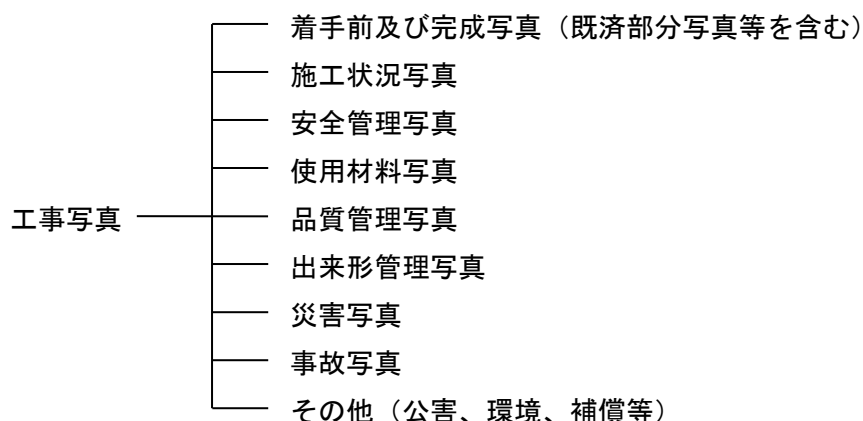 着手前及び完成写真（既済部分写真等を含む）
施工状況写真
安全管理写真
使用材料写真
工事写真
品質管理写真
出来形管理写真
災害写真
事故写真
その他（公害、環境、補償等）